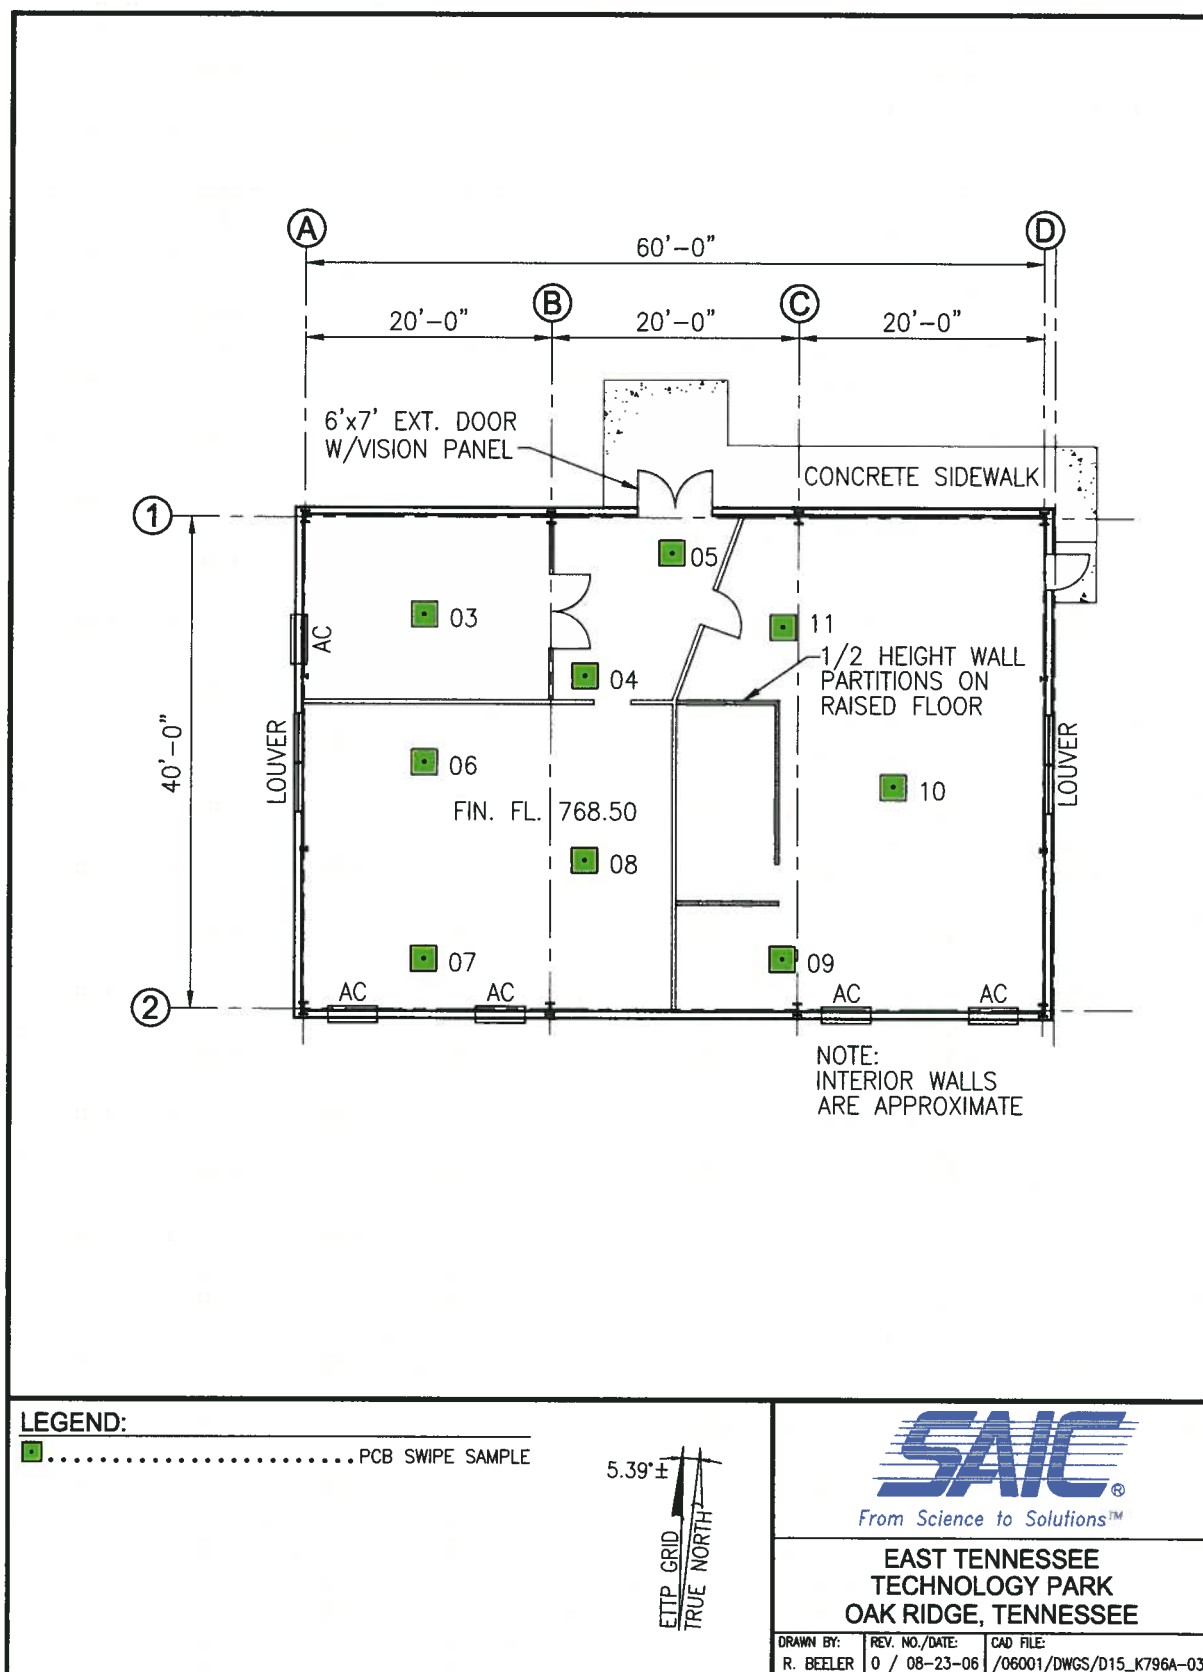 A
D
60'-0"
B
C
20'-0"
20'-0"
20'-0"
6'x7' EXT. DOOR
W/VISION PANEL
CONCRETE SIDEWALK
1
05
03
11
AC
1/2 HEIGHT WALL
PARTITIONS ON
RAISED FLOOR
04
40'-0"
LOUVER
LOUVER
06
10
FIN. FL. 768.50
08
07
09
AC
AC
AC
AC
2
NOTE:
INTERIOR WALLS
ARE APPROXIMATE
LEGEND:
PCB SWIPE SAMPLE
5.39°±
ETTP GRID
TRUE NORTH
SAIC®
From Science to Solutions™
EAST TENNESSEE
TECHNOLOGY PARK
OAK RIDGE, TENNESSEE
DRAWN BY:
R. BEELER
REV. NO./DATE:
0 / 08-23-06
CAD FILE:
/06001/DWGS/D15_K796A-03